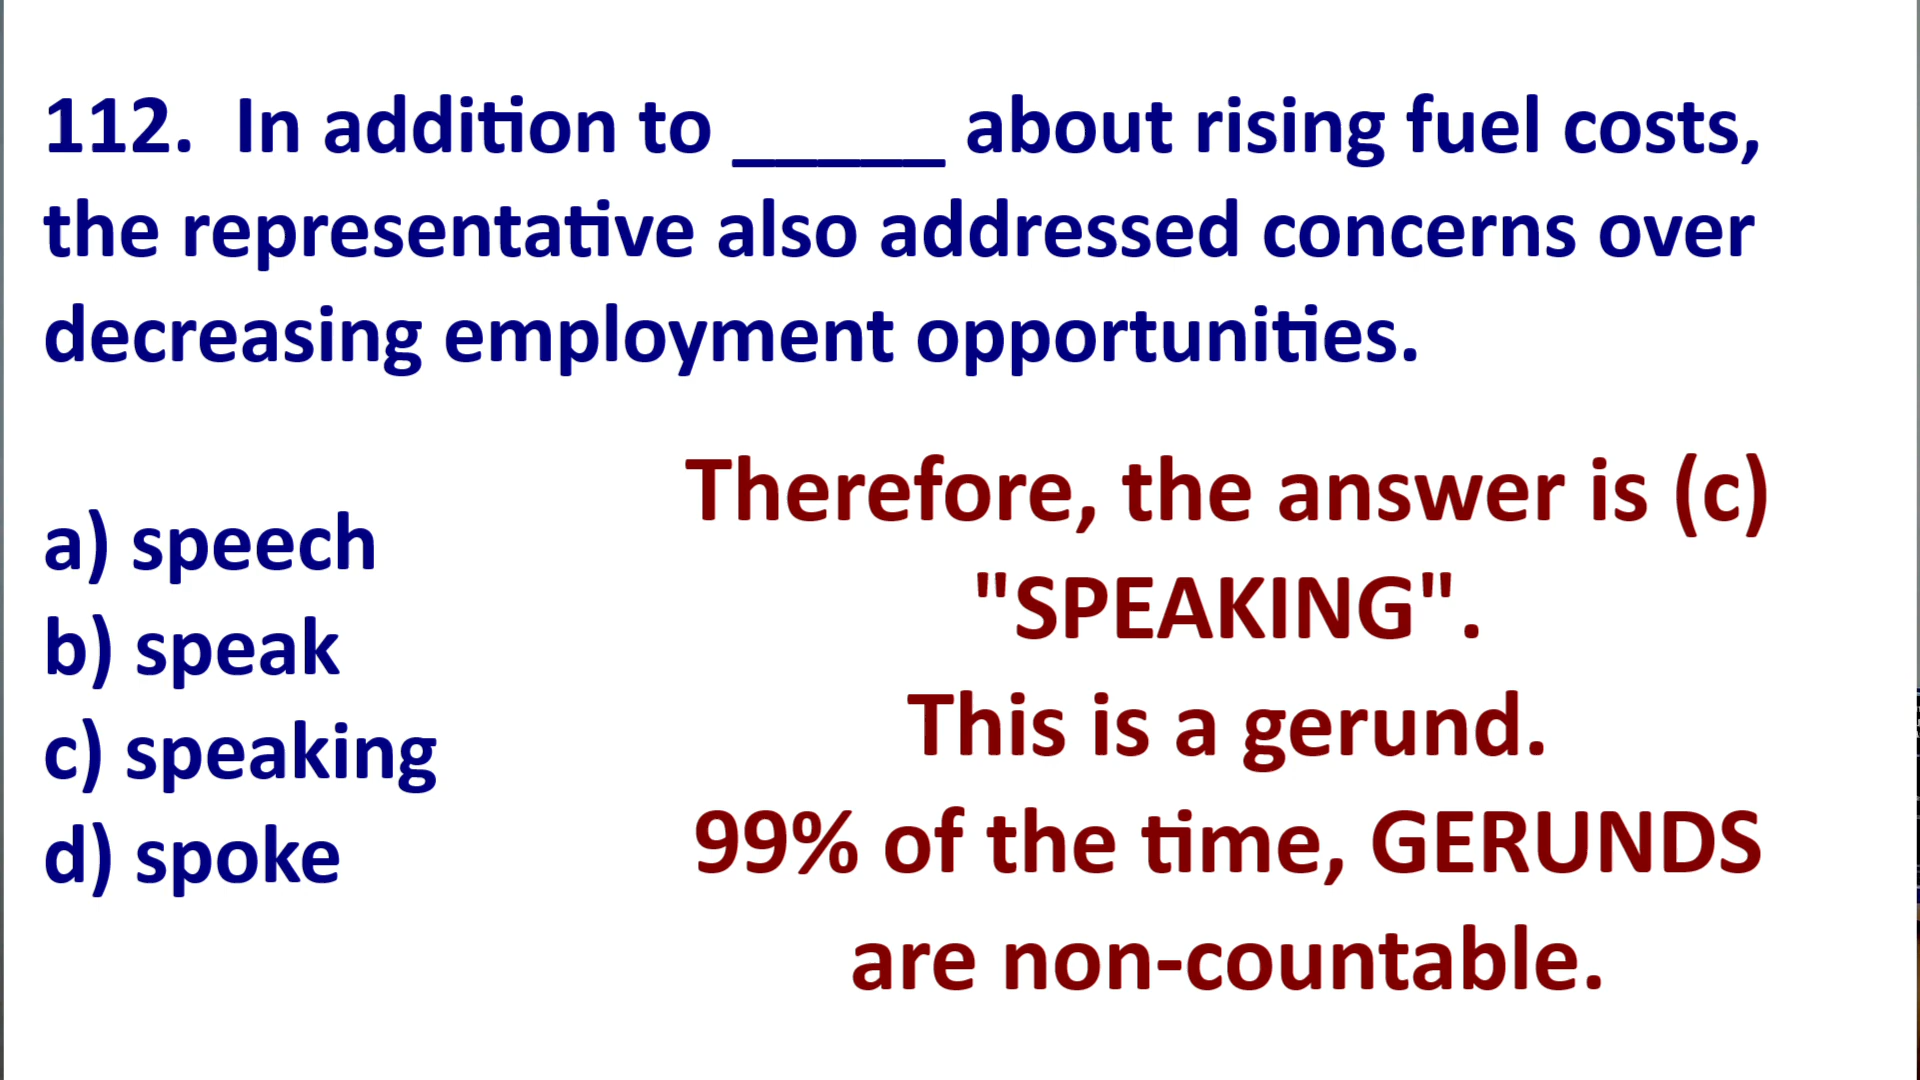 112. In addition to _____ about rising fuel costs,
the representative also addressed concerns over
decreasing employment opportunities.
a) speech
b) speak
c) speaking
d) spoke
Therefore, the answer is (c)
"SPEAKING".
This is a gerund.
99% of the time, GERUNDS
are non-countable.